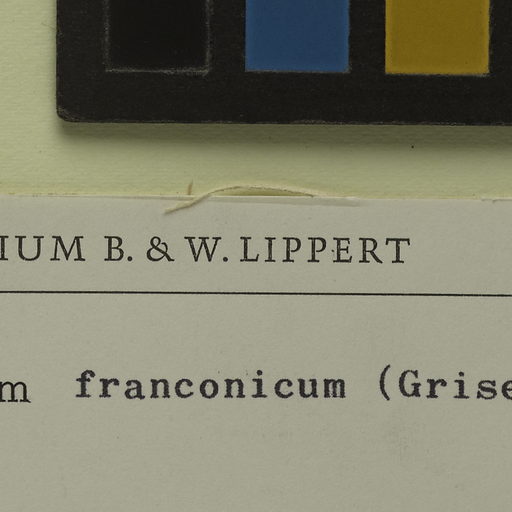 IUM B. & W. LIPPERT
m franconicum (Grise